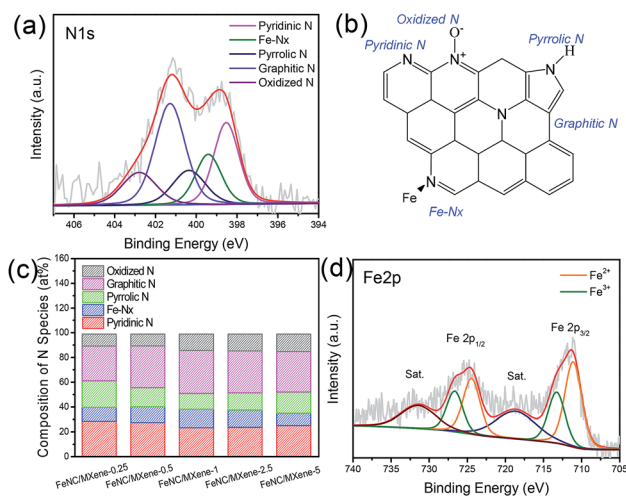 (a)
N1s
Pyridinic N
Fe-Nx
Pyrrolic N
Graphitic N
Oxidized N
Intensity (a.u.)
406 404 402 400 398 396 394
Binding Energy (eV)
(b)
Oxidized N
Pyridinic N
Pyrrolic N
O-
H
N
N+
N
N
Graphitic N
N
Fe
Fe-Nx
(c)
Composition of N Species (at%)
160
140
120
100
80
60
40
20
0
Oxidized N
Graphitic N
Pyrrolic N
Fe-Nx
Pyridinic N
FeNC/MXene-0.25
FeNC/MXene-0.5
FeNC/MXene-1
FeNC/MXene-2.5
FeNC/MXene-5
(d)
Fe2p
Fe2+
Fe3+
Fe 2p1/2
Fe 2p3/2
Sat.
Sat.
Intensity (a.u.)
740 735 730 725 720 715 710 705
Binding Energy (eV)